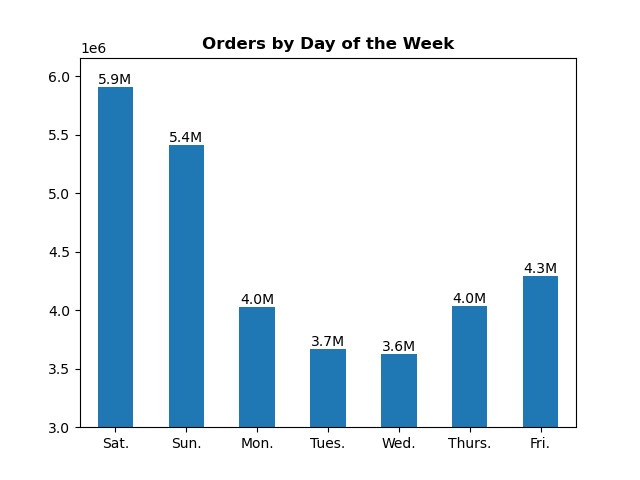 Orders by Day of the Week
1e6
6.0
5.5
5.0
4.5
4.0
3.5
3.0
5.9M
5.4M
4.0M
3.7M
3.6M
4.0M
4.3M
Sat. Sun. Mon. Tues. Wed. Thurs. Fri.